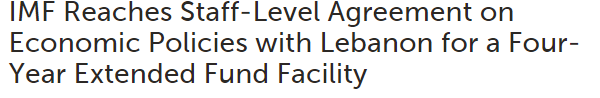 IMF Reaches Staff-Level Agreement on
Economic Policies with Lebanon for a Four-
Year Extended Fund Facility